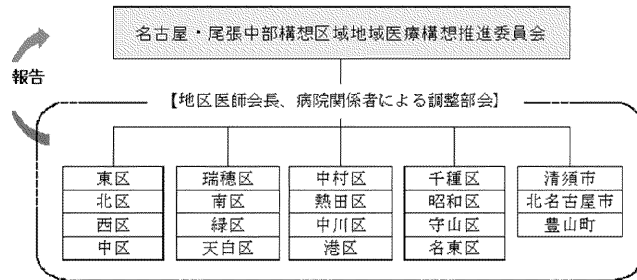 名古屋・尾張中部構想区域地域医療構想推進委員会
報告
【地区医師会長、病院関係者による調整部会】
東区
北区
西区
中区
瑞穂区
南区
緑区
天白区
中村区
熱田区
中川区
港区
千種区
昭和区
守山区
名東区
清須市
北名古屋市
豊山町